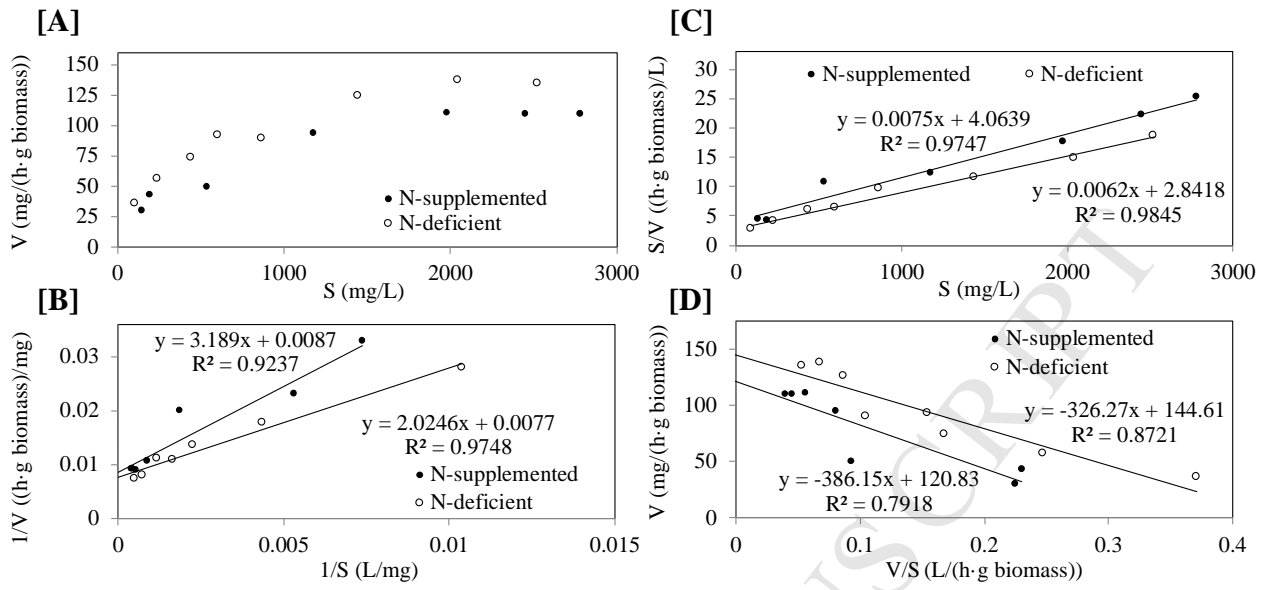 [A]
V (mg/(h·g biomass))
150
125
100
75
50
25
0
N-supplemented
N-deficient
0
1000
2000
3000
S (mg/L)
[B]
1/V ((h·g biomass)/mg)
0.03
0.02
0.01
0
y = 3.189x + 0.0087
R² = 0.9237
y = 2.0246x + 0.0077
R² = 0.9748
N-supplemented
N-deficient
0
0.005
0.01
0.015
1/S (L/mg)
[C]
S/V ((h·g biomass)/L)
30
25
20
15
10
5
0
N-supplemented
N-deficient
y = 0.0075x + 4.0639
R² = 0.9747
y = 0.0062x + 2.8418
R² = 0.9845
0
1000
2000
3000
S (mg/L)
[D]
V (mg/(h·g biomass))
150
100
50
0
N-supplemented
N-deficient
y = -326.27x + 144.61
R² = 0.8721
y = -386.15x + 120.83
R² = 0.7918
0
0.1
0.2
0.3
0.4
V/S (L/(h·g biomass))
USCRIPT